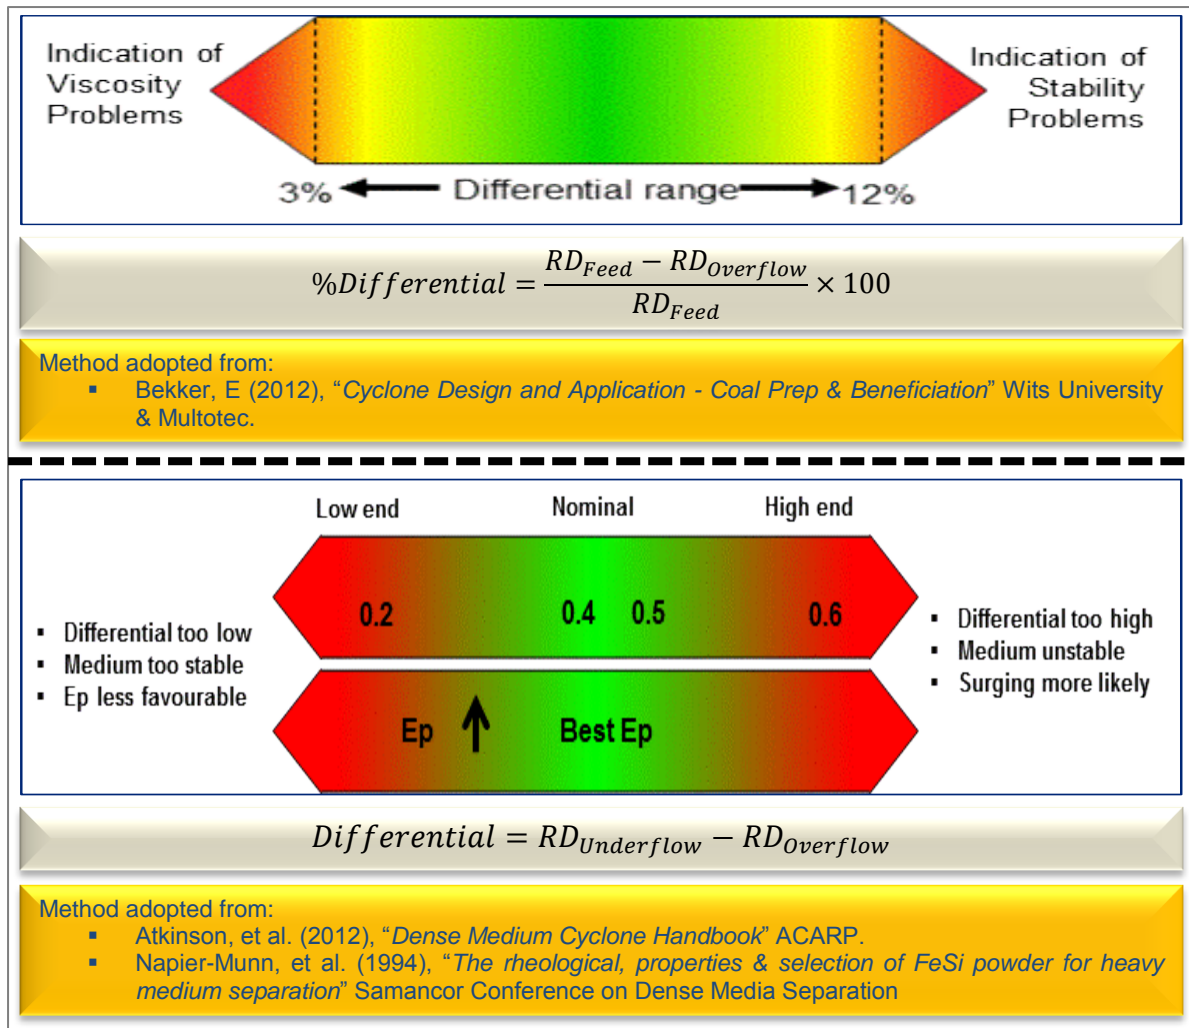 Indication of
Viscosity
Problems
Indication of
Stability
Problems
3%
Differential range
12%
%Differential = (RD_Feed − RD_Overflow) / RD_Feed × 100
Method adopted from:
▪ Bekker, E (2012), “Cyclone Design and Application - Coal Prep & Beneficiation” Wits University
& Multotec.
Low end Nominal High end
0.2 0.4 0.5 0.6
▪ Differential too low
▪ Medium too stable
▪ Ep less favourable
▪ Differential too high
▪ Medium unstable
▪ Surging more likely
Ep Best Ep
Differential = RD_Underflow − RD_Overflow
Method adopted from:
▪ Atkinson, et al. (2012), “Dense Medium Cyclone Handbook” ACARP.
▪ Napier-Munn, et al. (1994), “The rheological, properties & selection of FeSi powder for heavy
medium separation” Samancor Conference on Dense Media Separation